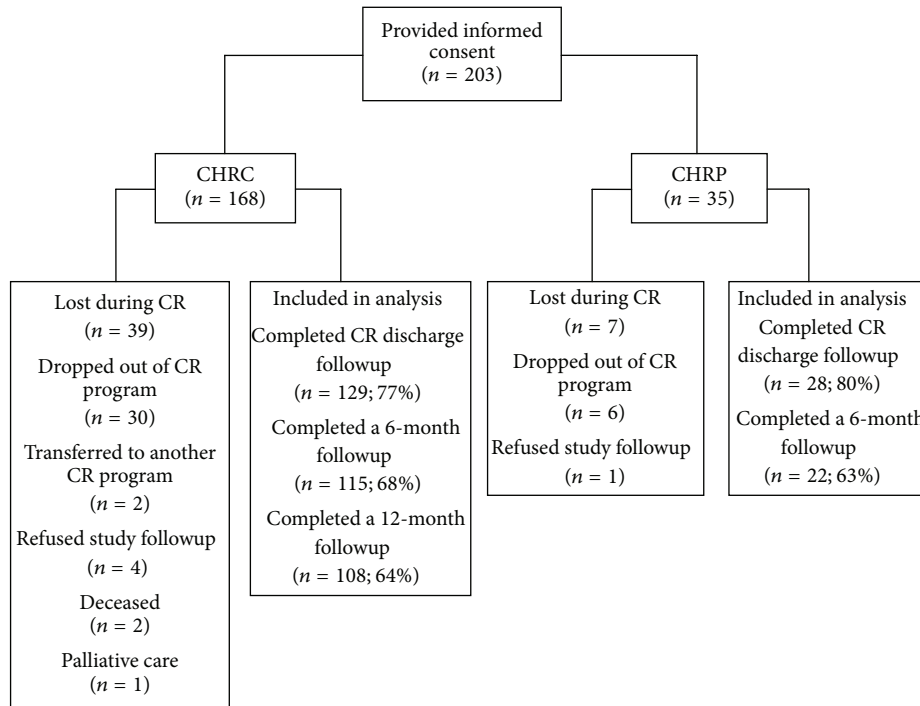 Provided informed
consent
(n = 203)
CHRC
(n = 168)
CHRP
(n = 35)
Lost during CR
(n = 39)
Dropped out of CR
program
(n = 30)
Transferred to another
CR program
(n = 2)
Refused study followup
(n = 4)
Deceased
(n = 2)
Palliative care
(n = 1)
Included in analysis
Completed CR discharge
followup
(n = 129; 77%)
Completed a 6-month
followup
(n = 115; 68%)
Completed a 12-month
followup
(n = 108; 64%)
Lost during CR
(n = 7)
Dropped out of CR
program
(n = 6)
Refused study followup
(n = 1)
Included in analysis
Completed CR
discharge followup
(n = 28; 80%)
Completed a 6-month
followup
(n = 22; 63%)